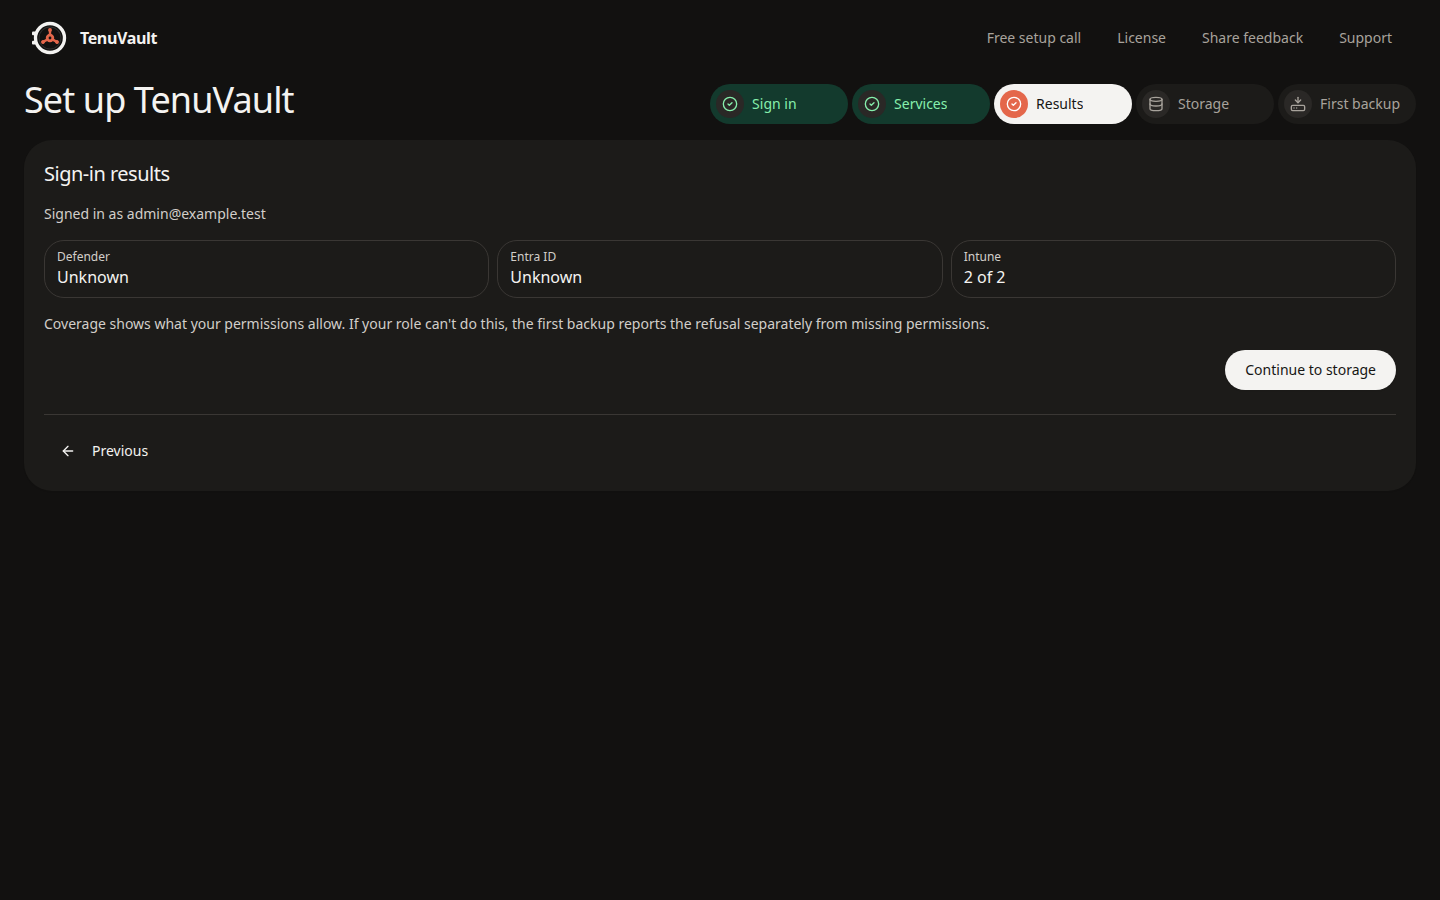 TenuVault
Free setup call
License
Share feedback
Support
Set up TenuVault
Sign in
Services
Results
Storage
First backup
Sign-in results
Signed in as admin@example.test
Defender
Unknown
Entra ID
Unknown
Intune
2 of 2
Coverage shows what your permissions allow. If your role can't do this, the first backup reports the refusal separately from missing permissions.
Continue to storage
Previous